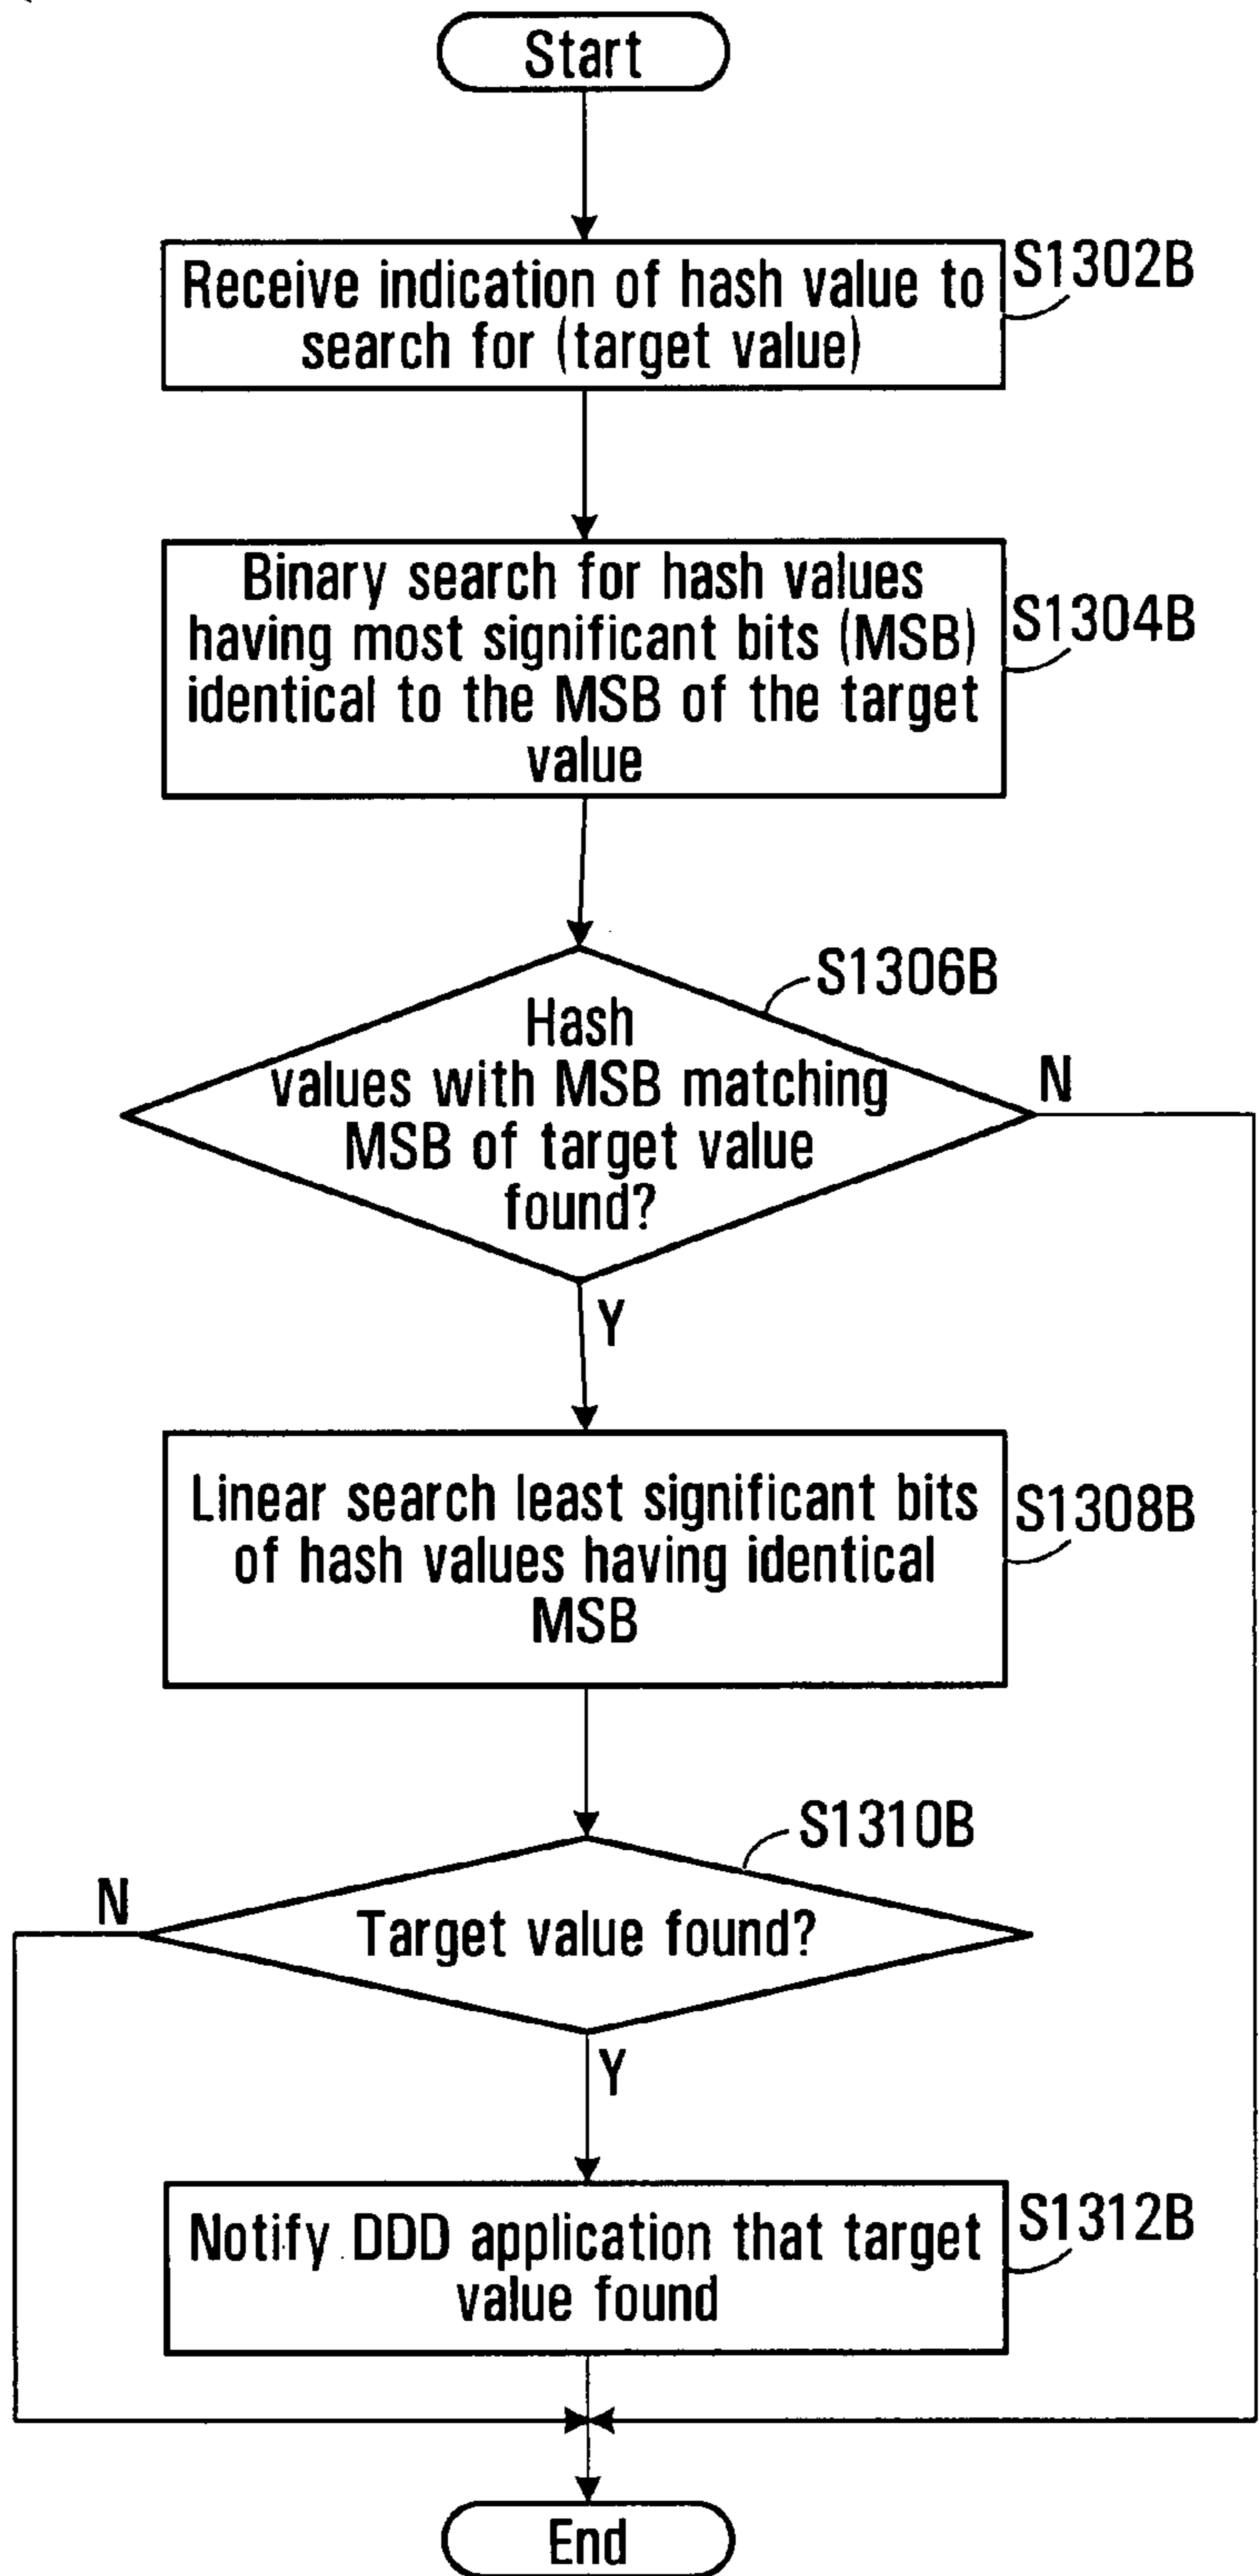 Start
Receive indication of hash value to
search for (target value)
S1302B
Binary search for hash values
having most significant bits (MSB)
identical to the MSB of the target
value
S1304B
S1306B
Hash
values with MSB matching
MSB of target value
found?
N
Y
Linear search least significant bits
of hash values having identical
MSB
S1308B
S1310B
N
Target value found?
Y
Notify DDD application that target
value found
S1312B
End